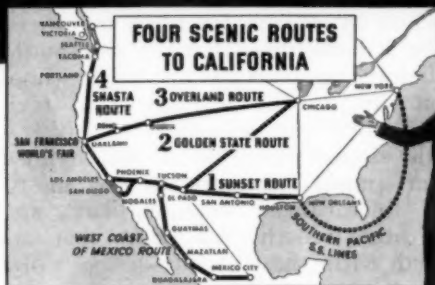 FOUR SCENIC ROUTES
TO CALIFORNIA
VANCOUVER
VICTORIA
SEATTLE
TACOMA
PORTLAND
4
SHASTA
ROUTE
3 OVERLAND ROUTE
NEW YORK
CHICAGO
OGDEN
OAKLAND
SAN FRANCISCO
WORLD'S FAIR
2 GOLDEN STATE ROUTE
LOS ANGELES
PHOENIX
TUCSON
1 SUNSET ROUTE
SAN DIEGO
NOGALES
EL PASO
SAN ANTONIO
HOUSTON
NEW ORLEANS
SOUTHERN PACIFIC
S.S. LINES
WEST COAST
OF MEXICO ROUTE
GUAYMAS
MAZATLAN
MEXICO CITY
GUADALAJARA